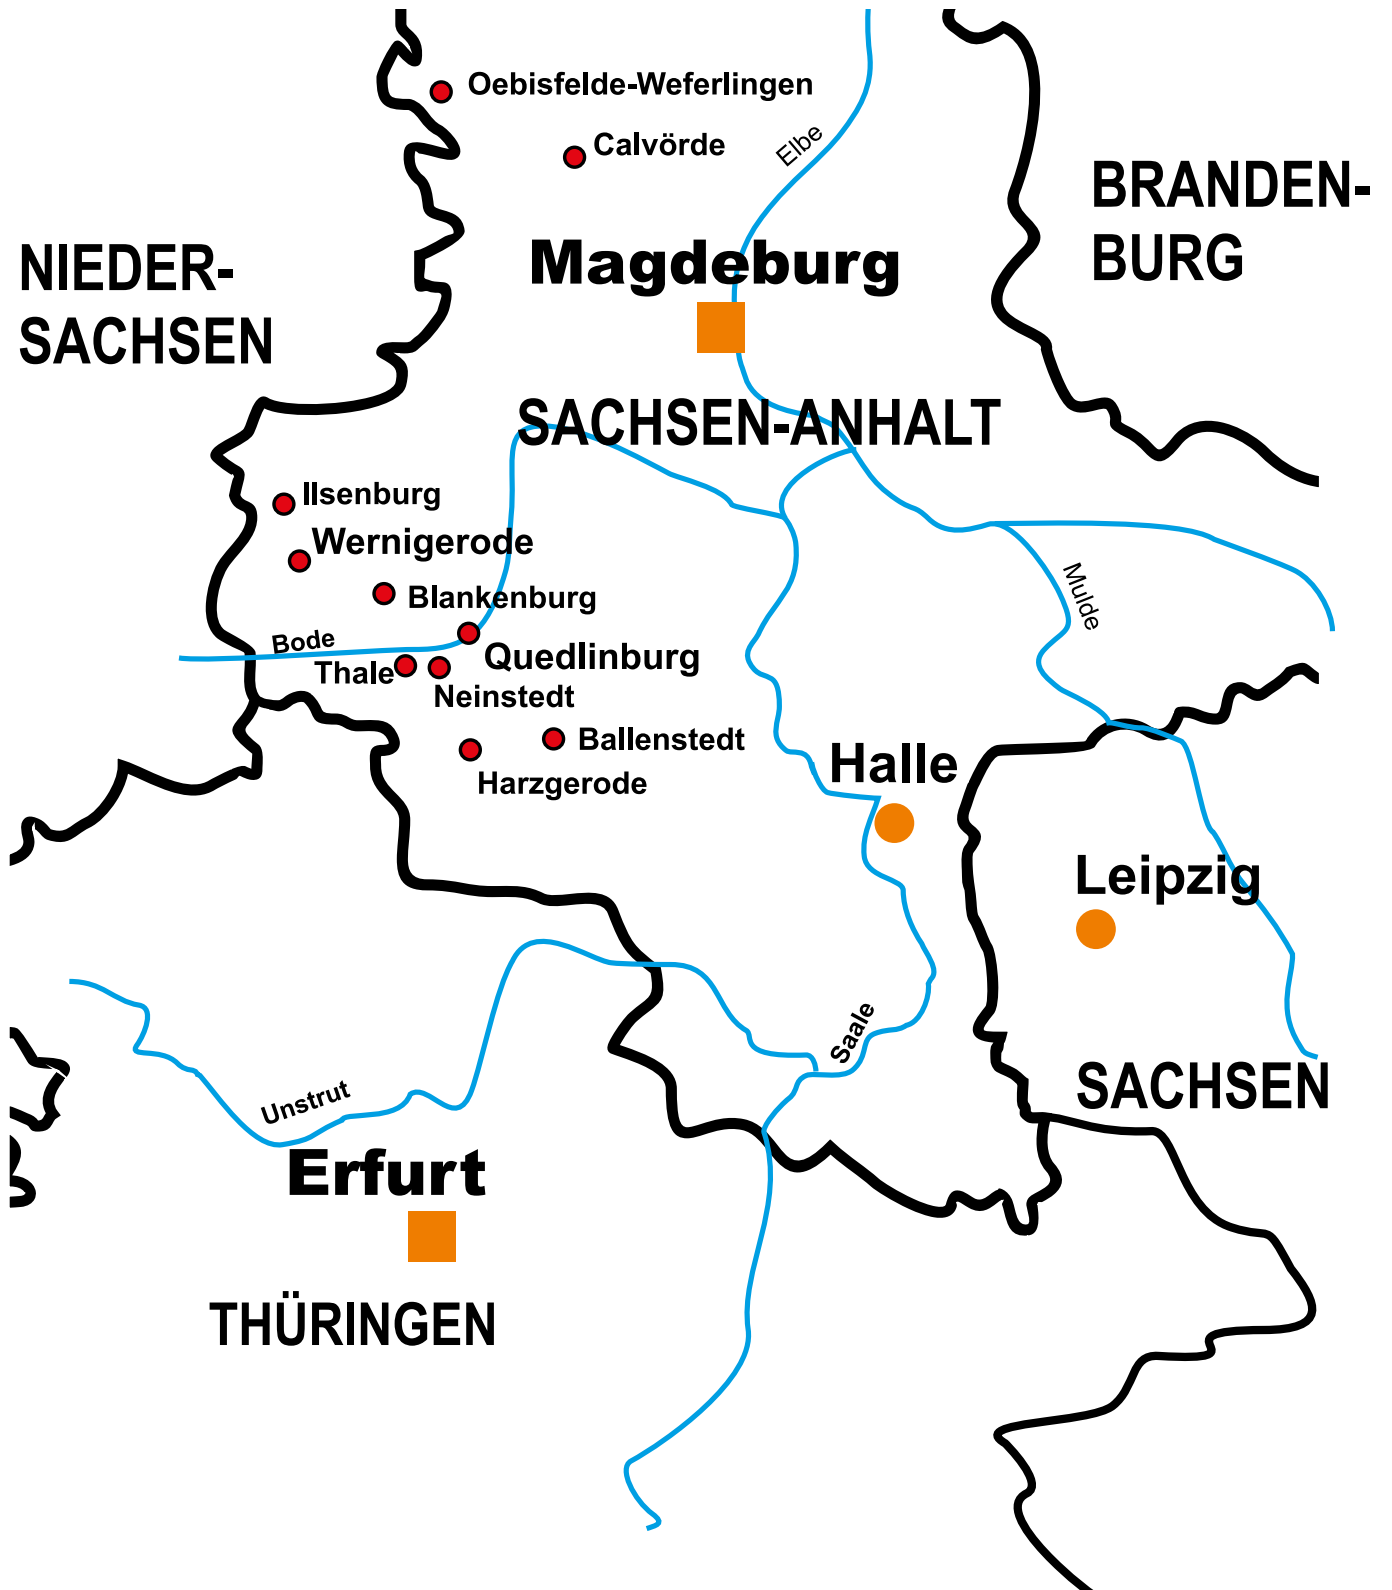 Oebisfelde-Weferlingen
Calvörde
Elbe
BRANDEN-
BURG
NIEDER-
SACHSEN
Magdeburg
SACHSEN-ANHALT
Ilsenburg
Wernigerode
Blankenburg
Mulde
Bode
Quedlinburg
Thale
Neinstedt
Ballenstedt
Harzgerode
Halle
Leipzig
Saale
SACHSEN
Unstrut
Erfurt
THÜRINGEN